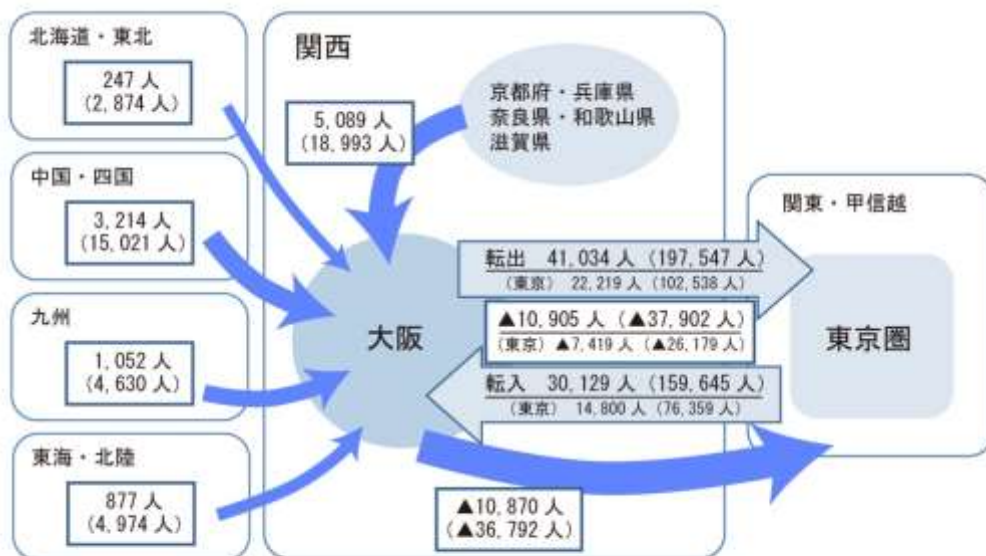 北海道・東北
247 人
(2,874 人)
中国・四国
3,214 人
(15,021 人)
九州
1,052 人
(4,630 人)
東海・北陸
877 人
(4,974 人)
関西
5,089 人
(18,993 人)
京都府・兵庫県
奈良県・和歌山県
滋賀県
大阪
関東・甲信越
東京圏
転出 41,034 人 (197,547 人)
(東京) 22,219 人 (102,538 人)
▲10,905 人 (▲37,902 人)
(東京) ▲7,419 人 (▲26,179 人)
転入 30,129 人 (159,645 人)
(東京) 14,800 人 (76,359 人)
▲10,870 人
(▲36,792 人)